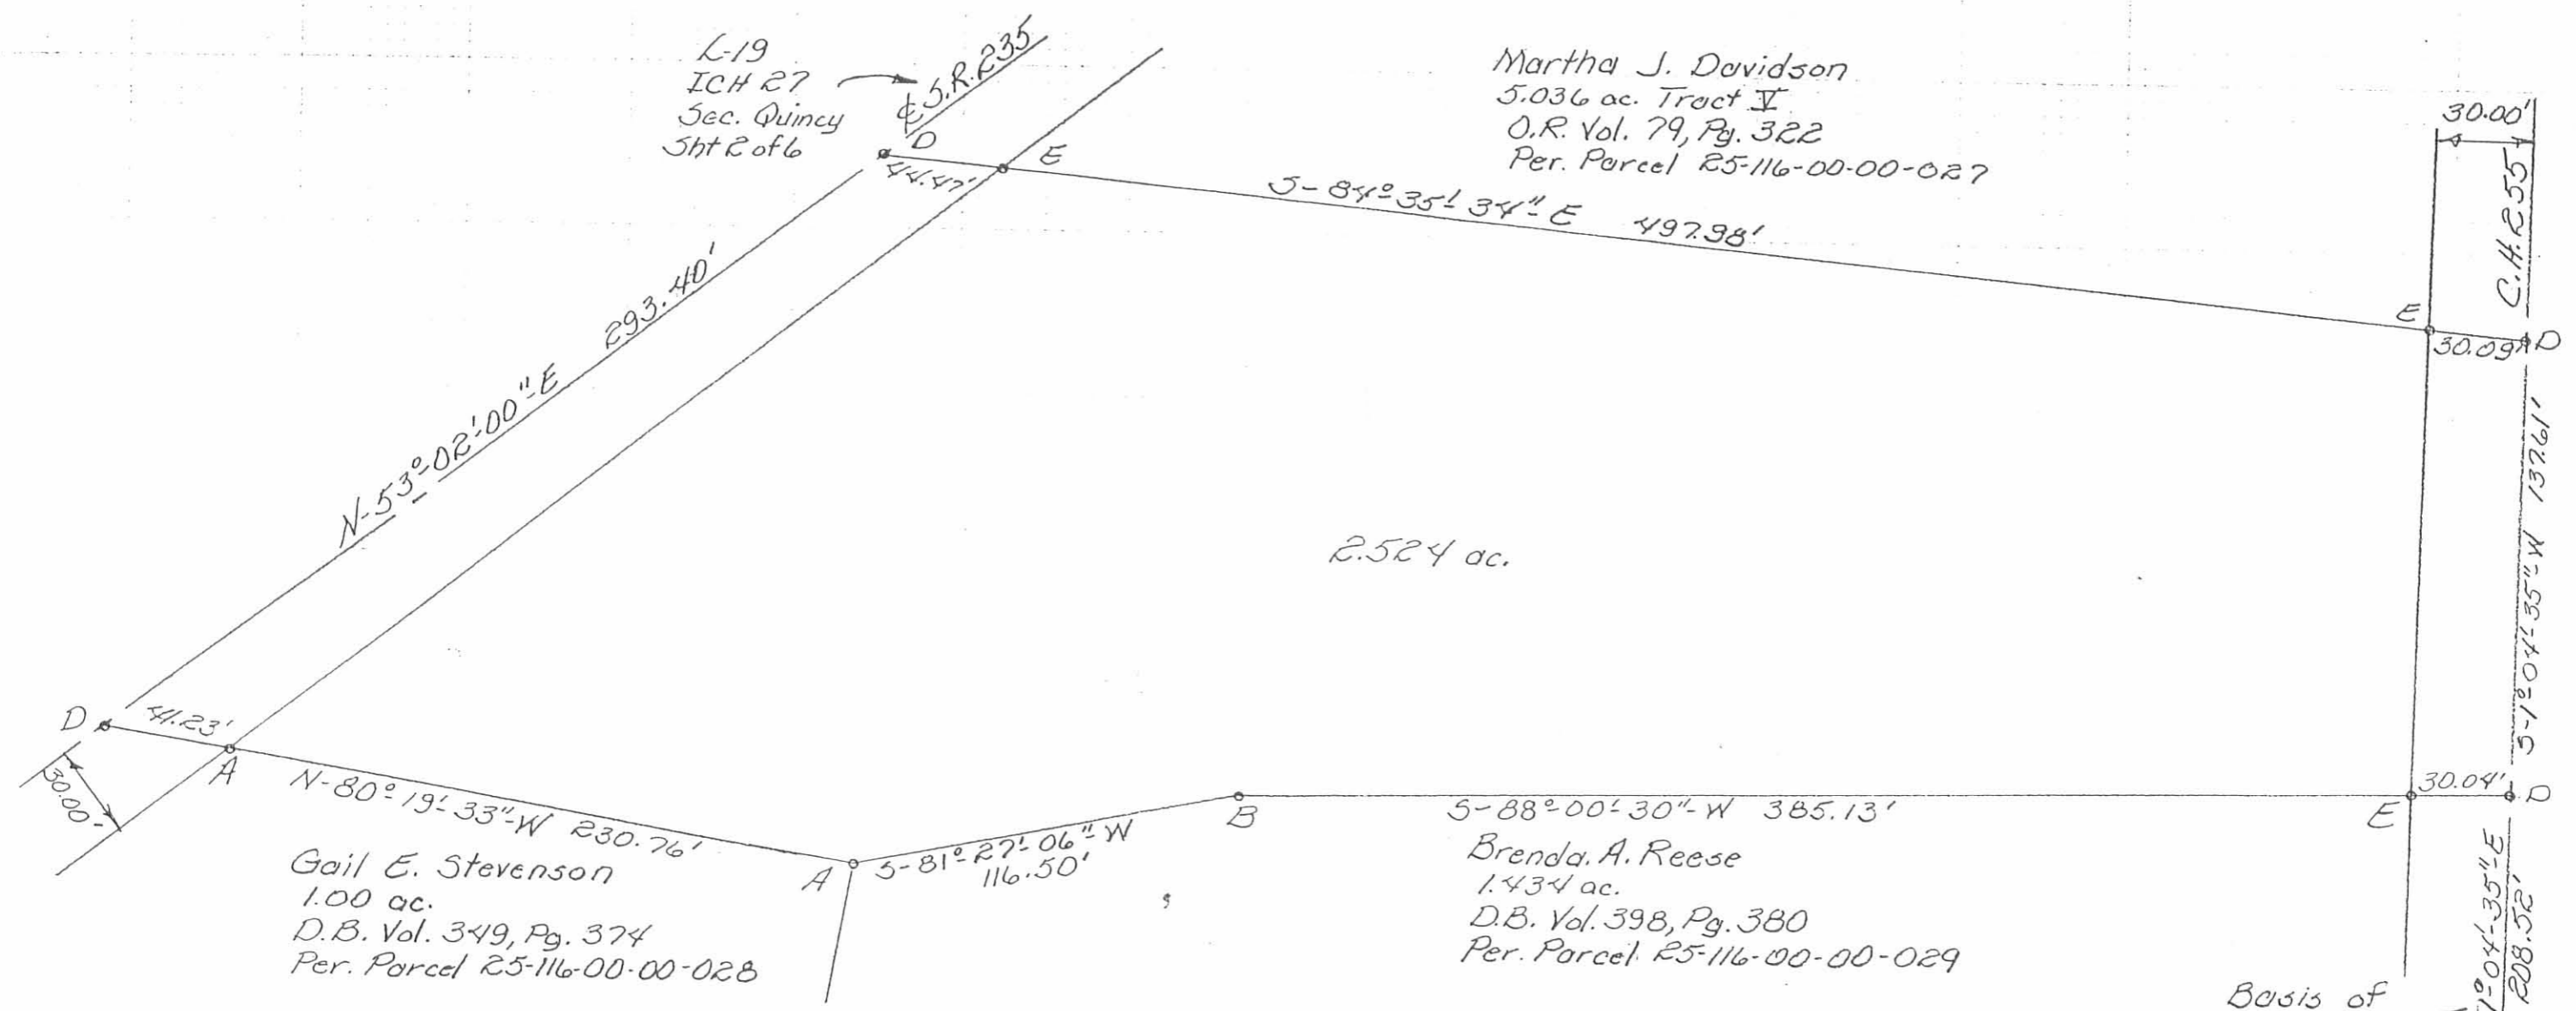 L-19
ICH 27
Sec. Quincy
Sht 2 of 6
℄ S.R. 235
Martha J. Davidson
5.036 ac. Tract V
O.R. Vol. 79, Pg. 322
Per. Parcel 25-116-00-00-027
30.00'
C.H. 255
D
44.47'
E
S-84°-35'-34"-E 497.98'
E
30.09'
D
N-53°-02'-00"-E 293.40'
S-1°-04'-35"-W 137.61'
2.524 ac.
D
41.23'
A
30.00'
N-80°-19'-33"-W 230.76'
A
S-81°-27'-06"-W
116.50'
B
S-88°-00'-30"-W 385.13'
E
30.04'
D
Gail E. Stevenson
1.00 ac.
D.B. Vol. 349, Pg. 374
Per. Parcel 25-116-00-00-028
Brenda. A. Reese
1.434 ac.
D.B. Vol. 398, Pg. 380
Per. Parcel 25-116-00-00-029
1°-04'-35"-E
208.52'
Basis of